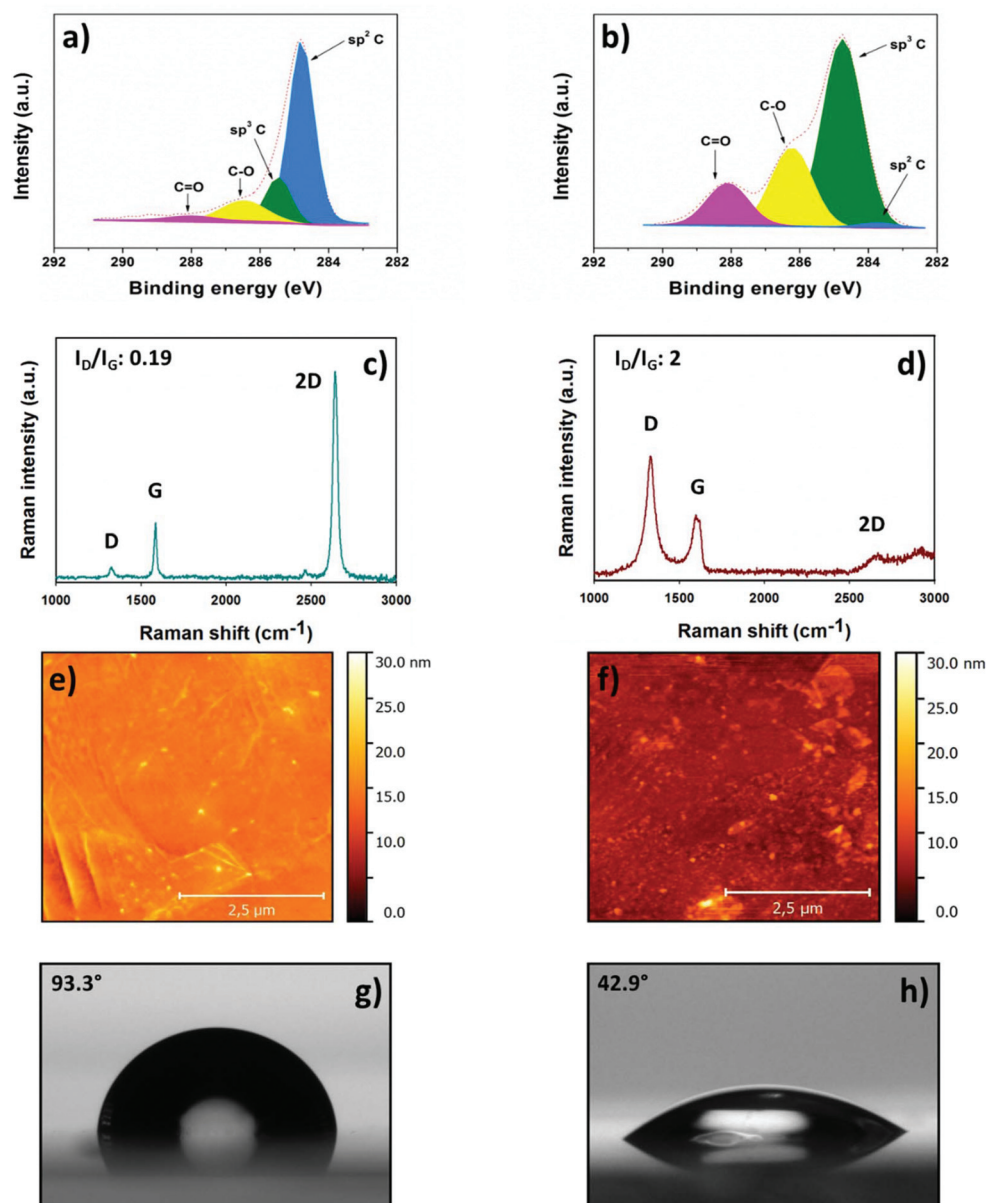 a)
sp² C
sp³ C
C-O
C=O
Intensity (a.u.)
292 290 288 286 284 282
Binding energy (eV)
b)
sp³ C
C-O
C=O
sp² C
Intensity (a.u.)
292 290 288 286 284 282
Binding energy (eV)
I_D/I_G: 0.19
c)
2D
G
D
Raman intensity (a.u.)
1000 1500 2000 2500 3000
Raman shift (cm⁻¹)
I_D/I_G: 2
d)
D
G
2D
Raman intensity (a.u.)
1000 1500 2000 2500 3000
Raman shift (cm⁻¹)
e)
30.0 nm
25.0
20.0
15.0
10.0
0.0
2,5 µm
f)
30.0 nm
25.0
20.0
15.0
10.0
0.0
2,5 µm
93.3°
g)
42.9°
h)